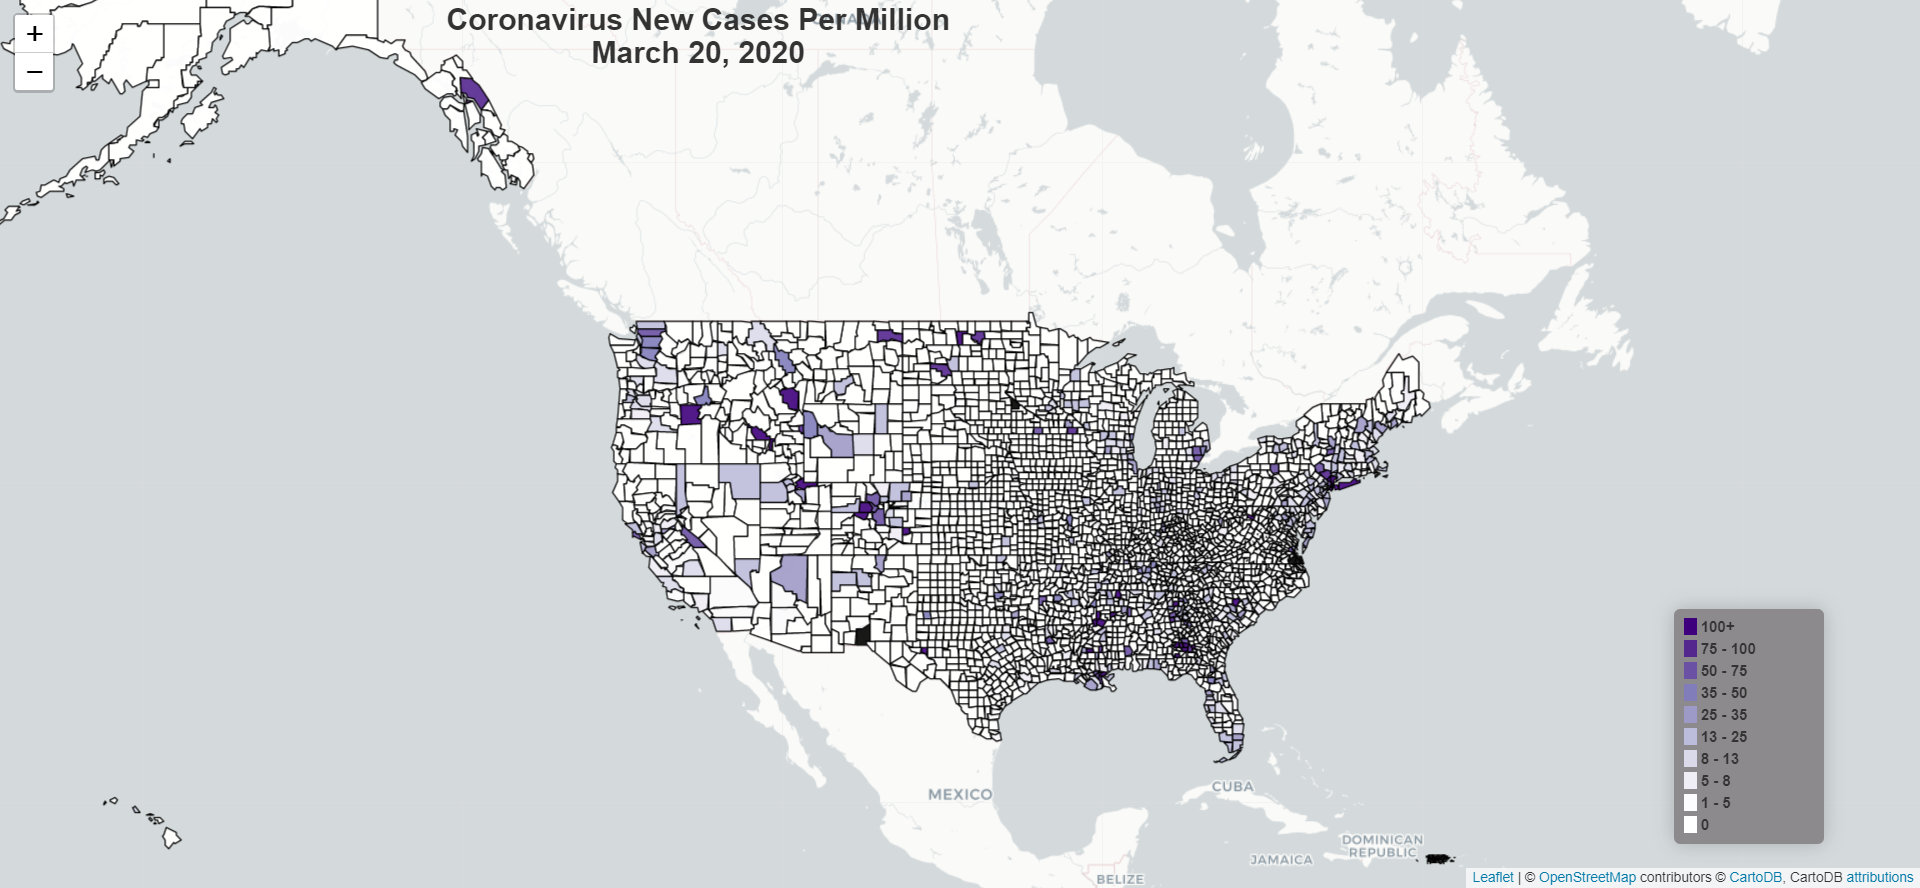 +
−
CANADA
Coronavirus New Cases Per Million
March 20, 2020
MEXICO
CUBA
DOMINICAN
REPUBLIC
JAMAICA
BELIZE
100+
75 - 100
50 - 75
35 - 50
25 - 35
13 - 25
8 - 13
5 - 8
1 - 5
0
Leaflet | © OpenStreetMap contributors © CartoDB, CartoDB attributions